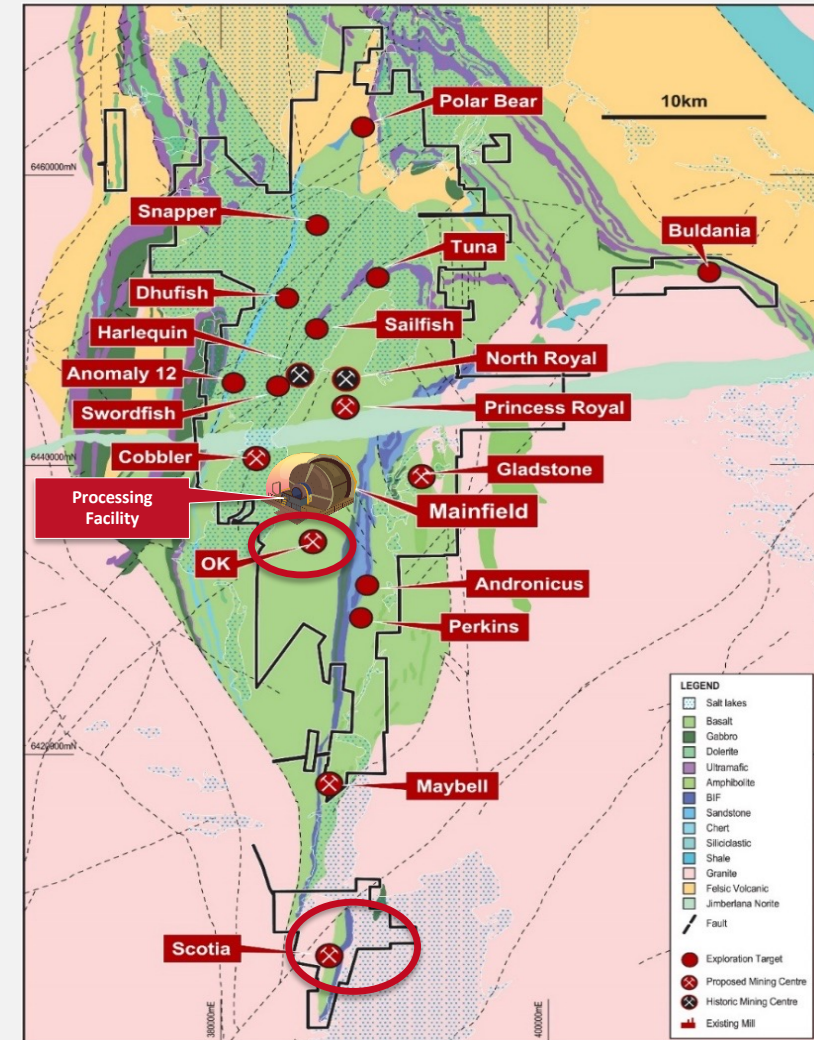 Polar Bear
10km
6460000mN
Snapper
Buldania
Tuna
Dhufish
Sailfish
Harlequin
North Royal
Anomaly 12
Princess Royal
Swordfish
Cobbler
6440000mN
Gladstone
Processing
Facility
Mainfield
OK
Andronicus
Perkins
6420000mN
Maybell
Scotia
380000mE
400000mE
LEGEND
Salt lakes
Basalt
Gabbro
Dolerite
Ultramafic
Amphibolite
BIF
Sandstone
Chert
Siliciclastic
Shale
Granite
Felsic Volcanic
Jimberlana Norite
Fault
Exploration Target
Proposed Mining Centre
Historic Mining Centre
Existing Mill